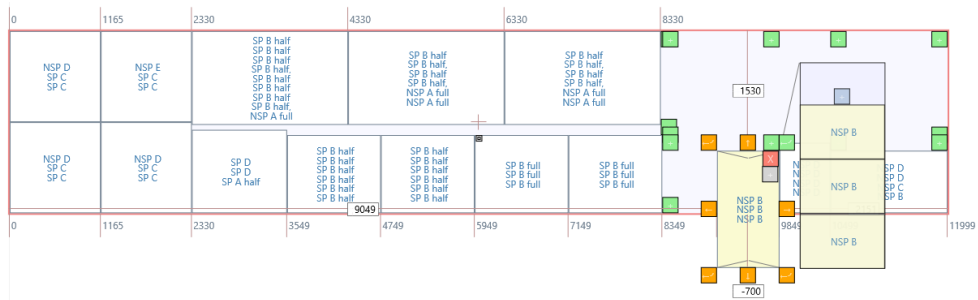 0 1165 2330 4330 6330 8330
NSP D
SP C
SP C
NSP E
SP C
SP C
SP B half
SP B half
SP B half
SP B half,
SP B half
SP B half
SP B half
SP B half,
NSP A full
SP B half
SP B half
SP B half,
SP B half,
NSP A full
NSP A full
SP B half
SP B half
SP B half,
SP B half,
NSP A full
NSP A full
1530
NSP B
NSP D
SP C
SP C
NSP D
SP C
SP C
SP D
SP D
SP A half
SP B half
SP B half
SP B half
SP B half
SP B half
SP B half
SP B half
SP B half
SP B half
SP B half
SP B half
SP B half
SP B full
SP B full
SP B full
SP B full
SP B full
SP B full
X
NSP B
NSP B
NSP B
NSP B
SP D
SP D
SP C
SP B
9049
NSP B
0 1165 2330 3549 4749 5949 7149 8349 9849 11999
-700